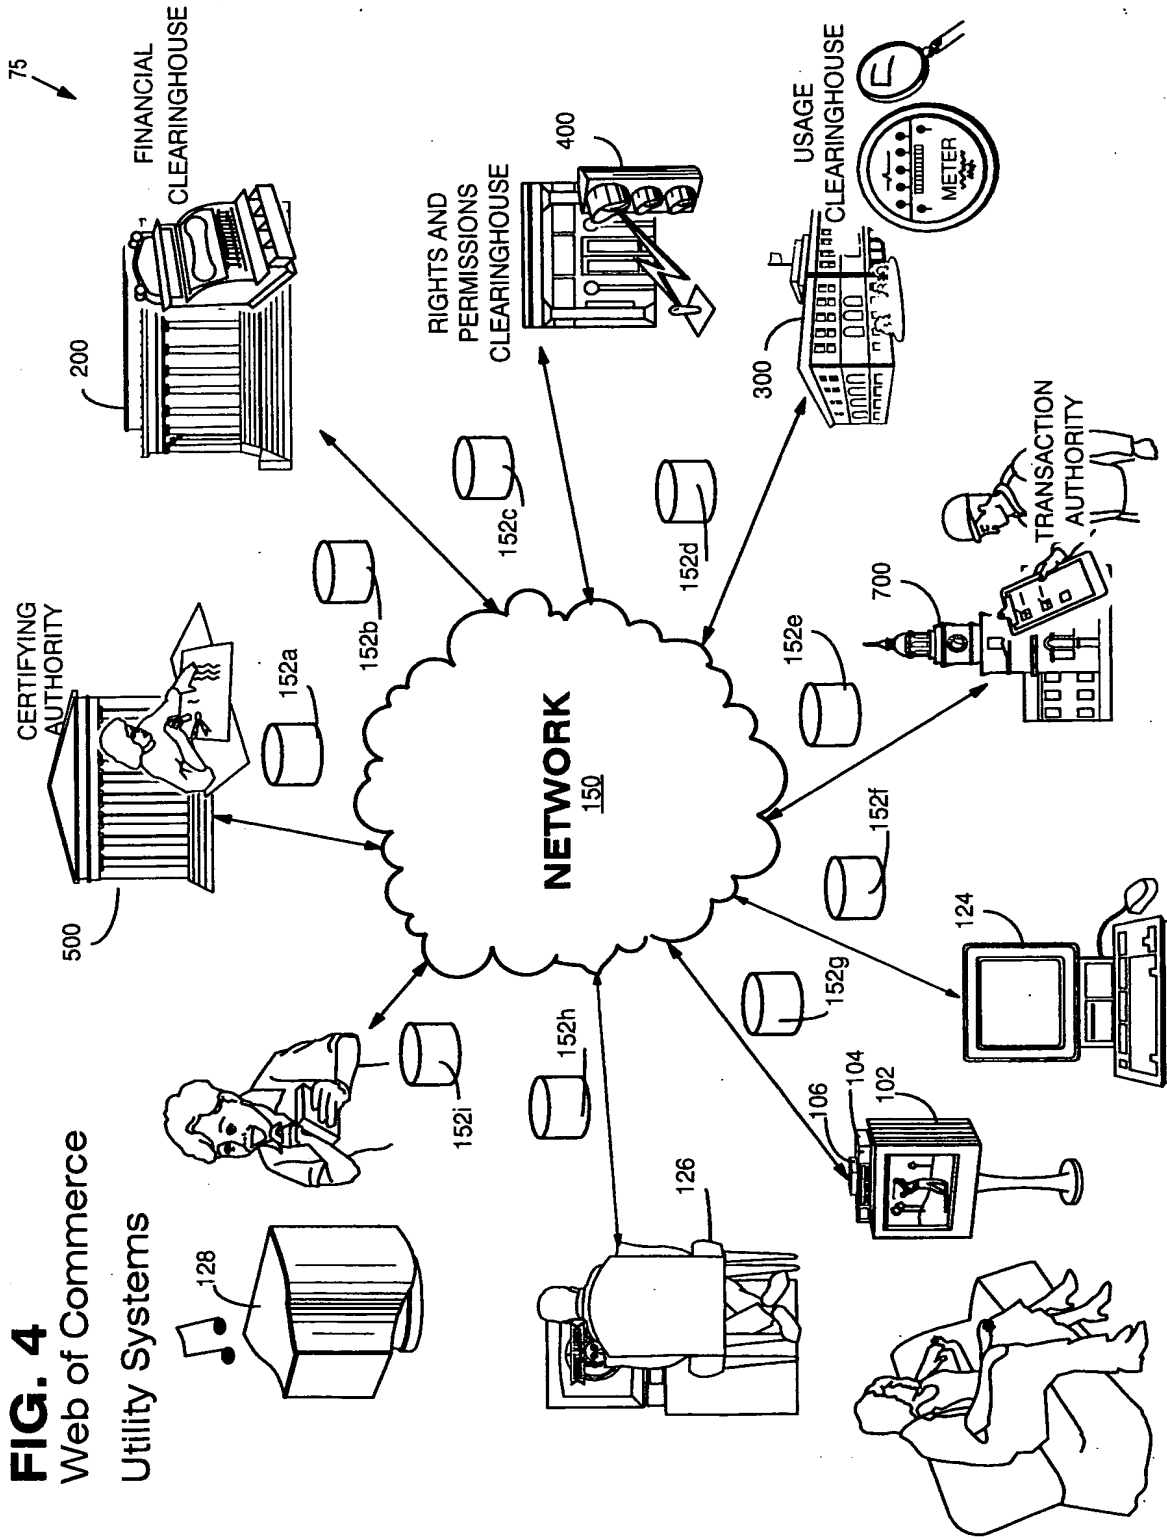 FIG. 4
Web of Commerce
Utility Systems
75
128
CERTIFYING
AUTHORITY
500
FINANCIAL
CLEARINGHOUSE
200
152a
152b
152i
RIGHTS AND
PERMISSIONS
CLEARINGHOUSE
400
152c
152h
NETWORK
150
152d
126
USAGE
CLEARINGHOUSE
300
METER
152e
152g
152f
106
104
102
700
TRANSACTION
AUTHORITY
124